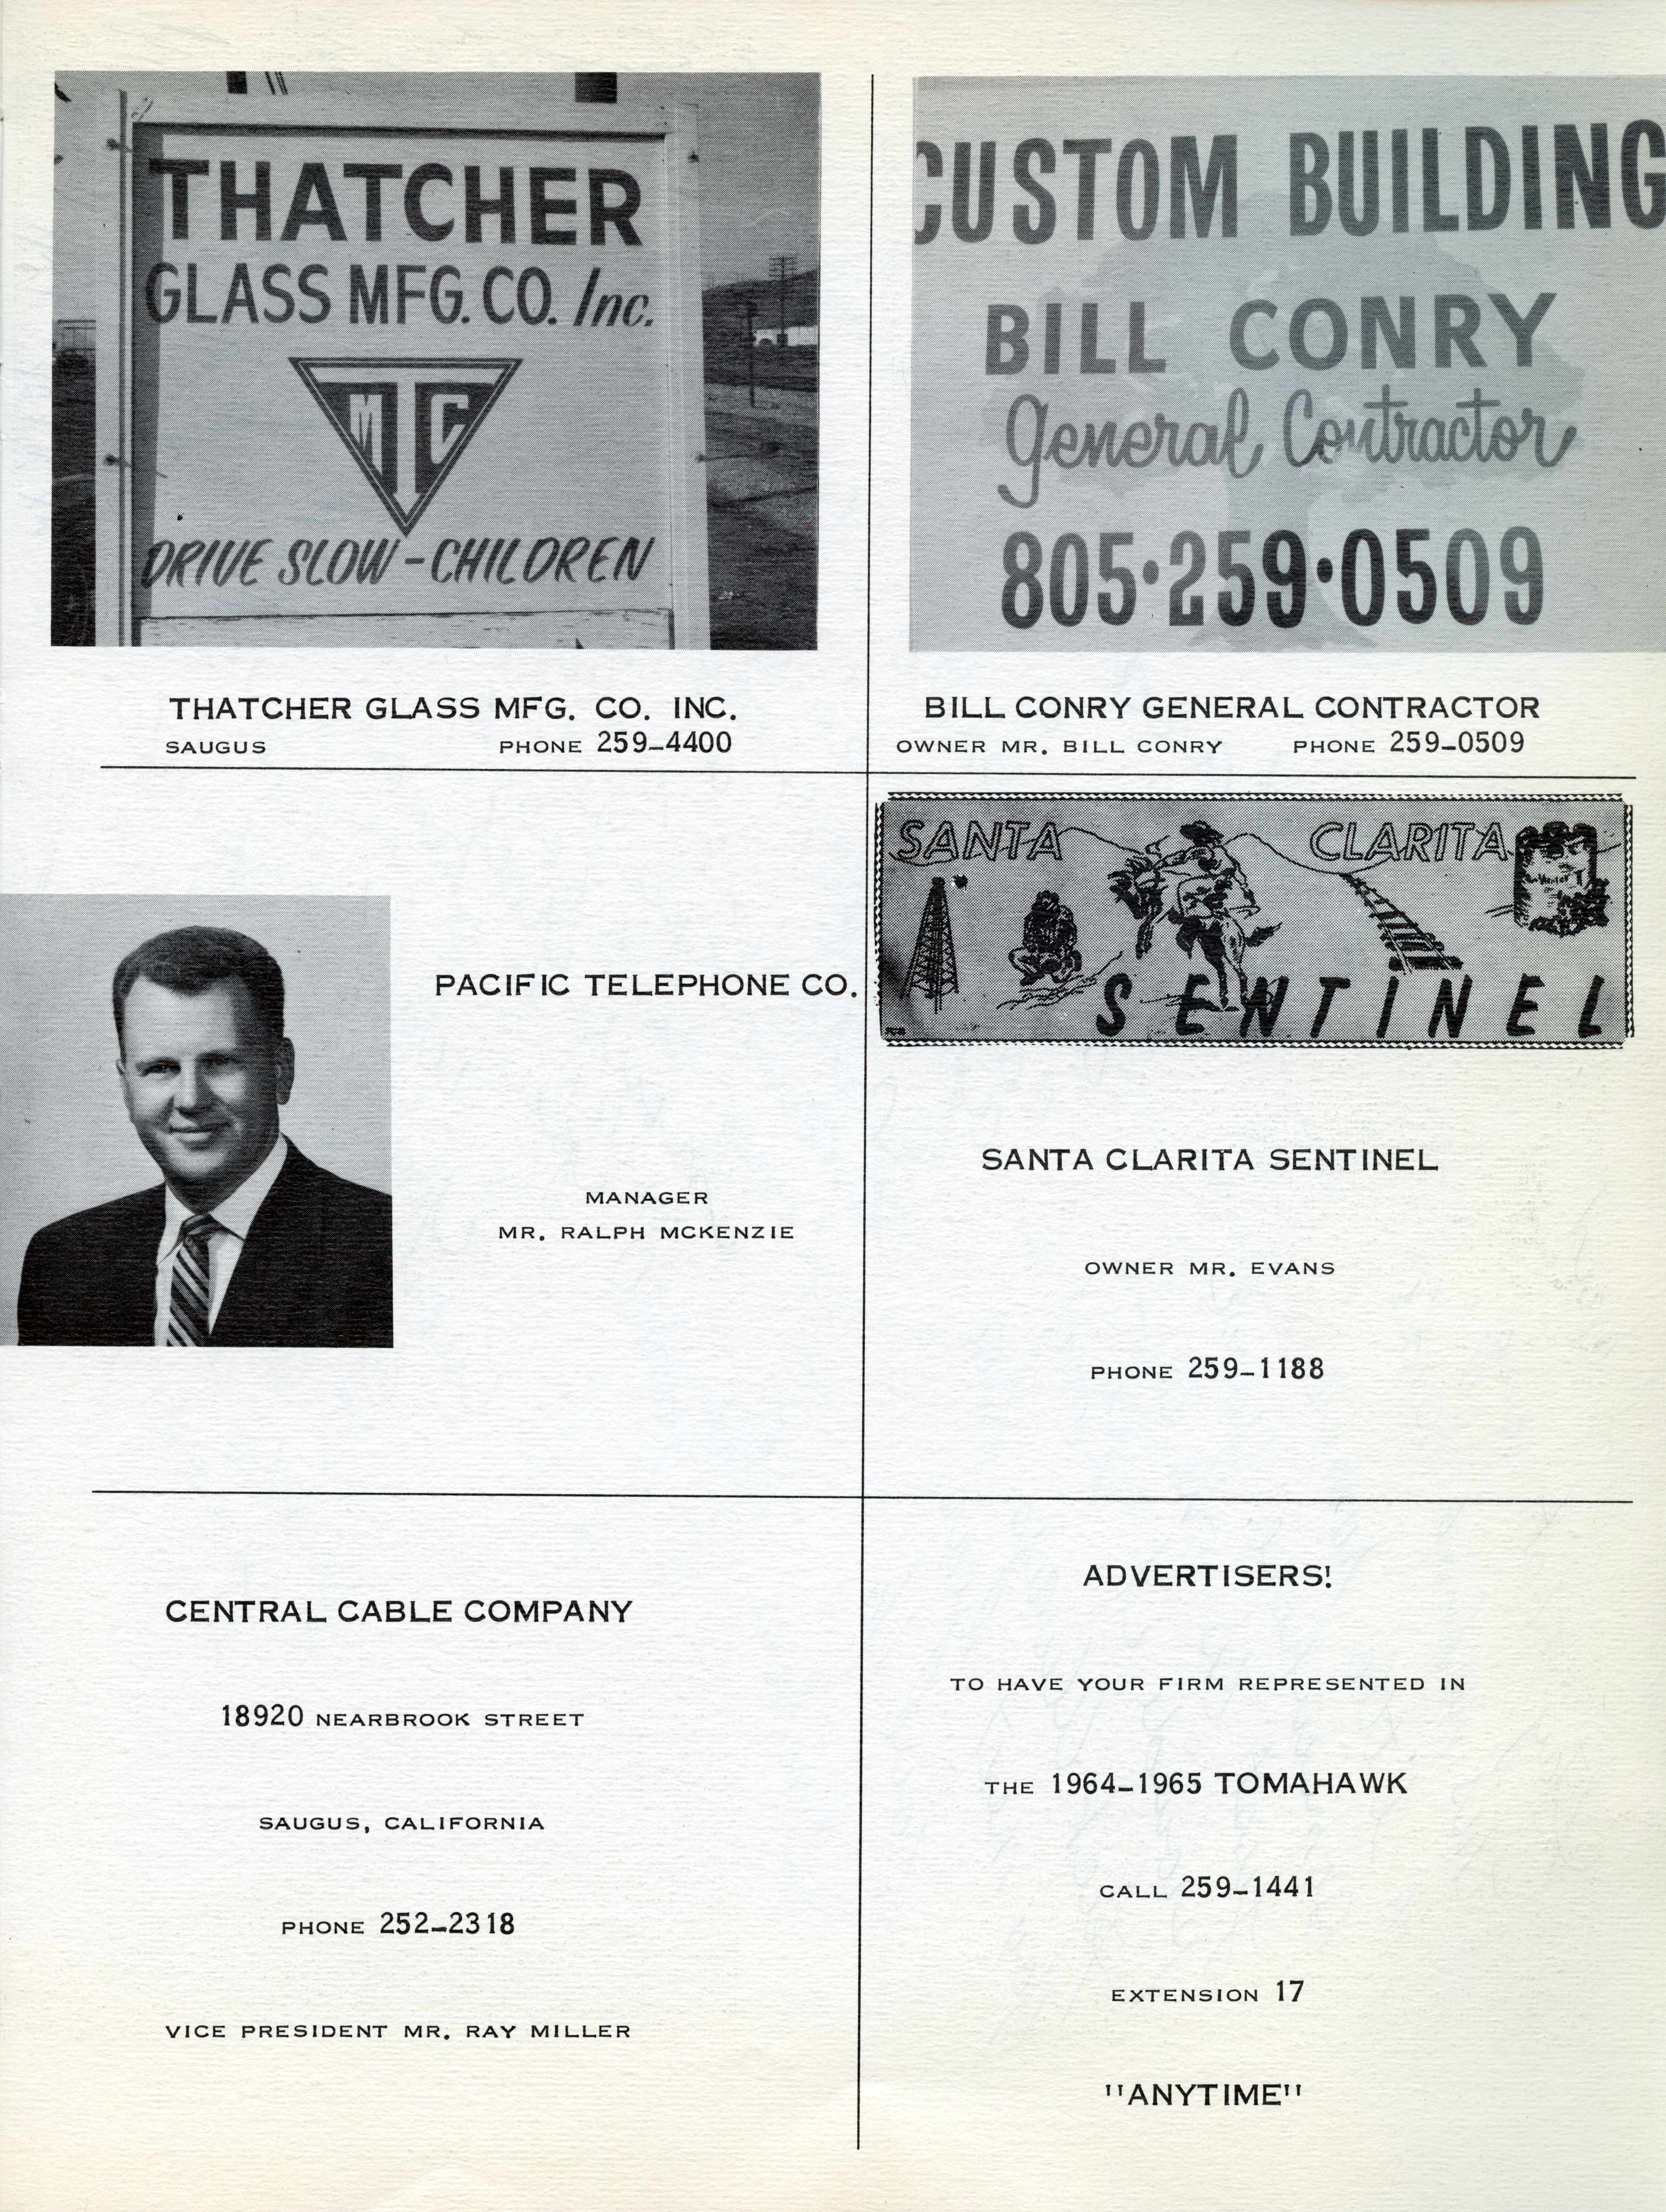 THATCHER
GLASS MFG. CO. Inc.
MTC
DRIVE SLOW - CHILDREN
THATCHER GLASS MFG. CO. INC.
SAUGUS PHONE 259-4400
CUSTOM BUILDING
BILL CONRY
General Contractor
805·259·0509
BILL CONRY GENERAL CONTRACTOR
OWNER MR. BILL CONRY PHONE 259-0509
PACIFIC TELEPHONE CO.
MANAGER
MR. RALPH MCKENZIE
SANTA CLARITA
SENTINEL
SANTA CLARITA SENTINEL
OWNER MR. EVANS
PHONE 259-1188
CENTRAL CABLE COMPANY
18920 NEARBROOK STREET
SAUGUS, CALIFORNIA
PHONE 252-2318
VICE PRESIDENT MR. RAY MILLER
ADVERTISERS!
TO HAVE YOUR FIRM REPRESENTED IN
THE 1964-1965 TOMAHAWK
CALL 259-1441
EXTENSION 17
"ANYTIME"